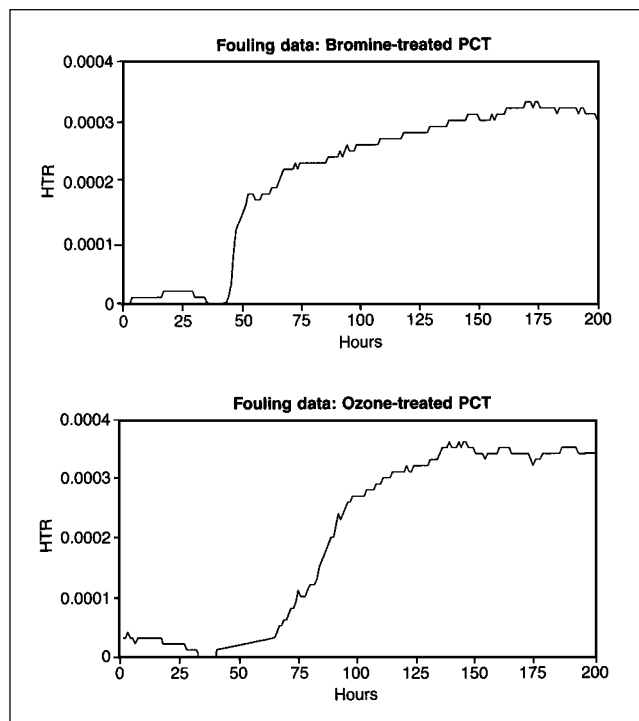 Fouling data: Bromine-treated PCT
0.0004
0.0003
0.0002
0.0001
0
HTR
0 25 50 75 100 125 150 175 200
Hours
Fouling data: Ozone-treated PCT
0.0004
0.0003
0.0002
0.0001
0
HTR
0 25 50 75 100 125 150 175 200
Hours